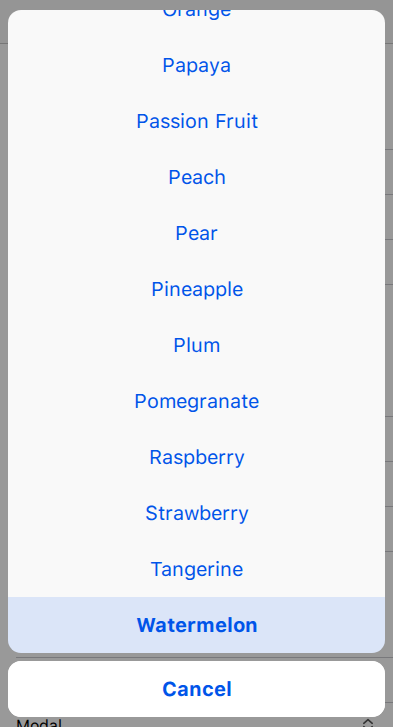 Orange
Papaya
Passion Fruit
Peach
Pear
Pineapple
Plum
Pomegranate
Raspberry
Strawberry
Tangerine
Watermelon
Cancel
Modal